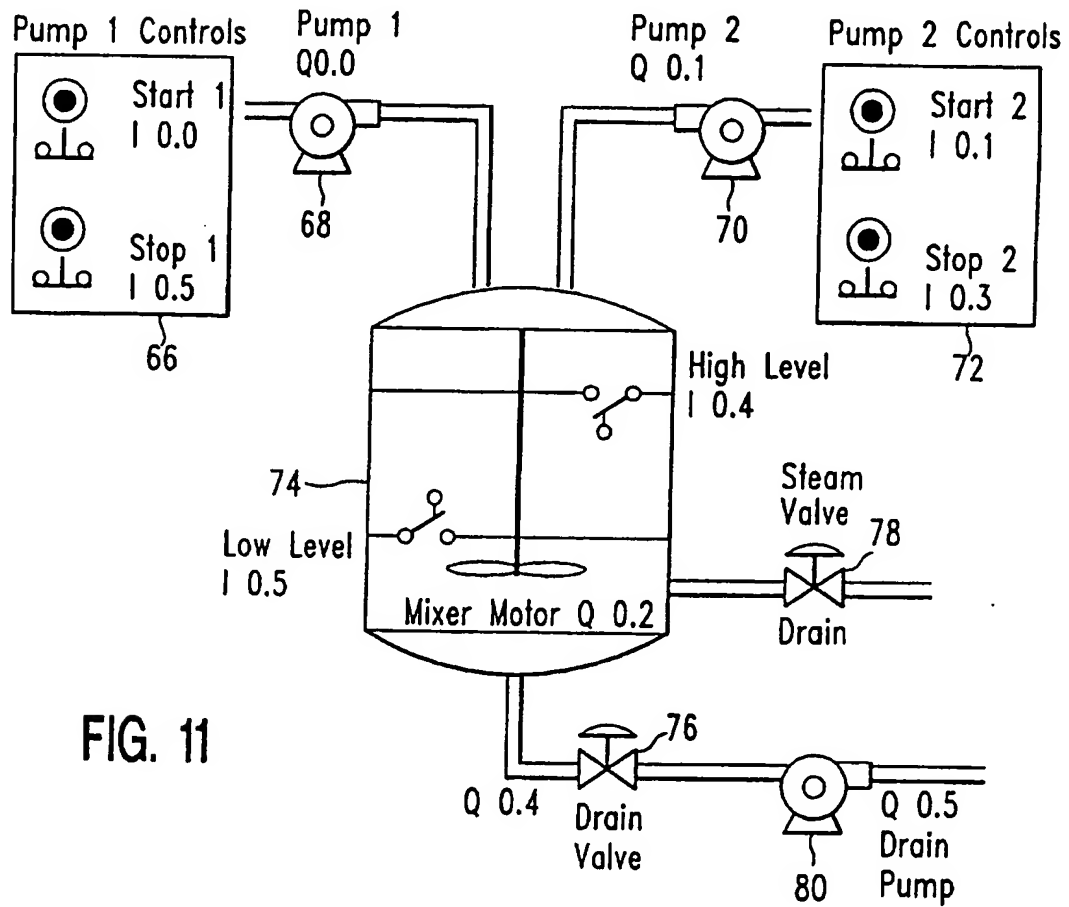 Pump 1 Controls
Start 1
I 0.0
Stop 1
I 0.5
66
Pump 1
Q0.0
68
Pump 2
Q 0.1
70
Pump 2 Controls
Start 2
I 0.1
Stop 2
I 0.3
72
High Level
I 0.4
74
Low Level
I 0.5
Mixer Motor Q 0.2
Steam
Valve
78
Drain
FIG. 11
76
Q 0.4
Drain
Valve
80
Q 0.5
Drain
Pump